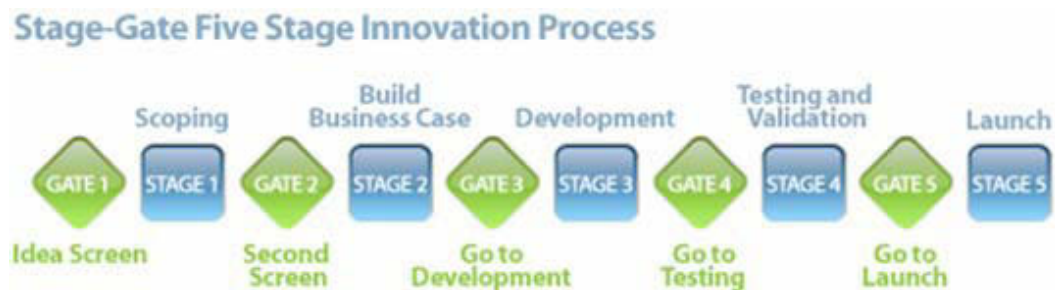 Stage-Gate Five Stage Innovation Process
Scoping
Build
Business Case
Development
Testing and
Validation
Launch
GATE 1
STAGE 1
GATE 2
STAGE 2
GATE 3
STAGE 3
GATE 4
STAGE 4
GATE 5
STAGE 5
Idea Screen
Second
Screen
Go to
Development
Go to
Testing
Go to
Launch